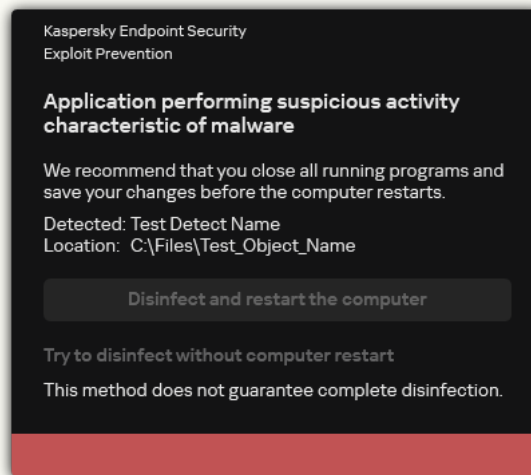 Kaspersky Endpoint Security
Exploit Prevention
Application performing suspicious activity
characteristic of malware
We recommend that you close all running programs and
save your changes before the computer restarts.
Detected: Test Detect Name
Location: C:\Files\Test_Object_Name
Disinfect and restart the computer
Try to disinfect without computer restart
This method does not guarantee complete disinfection.